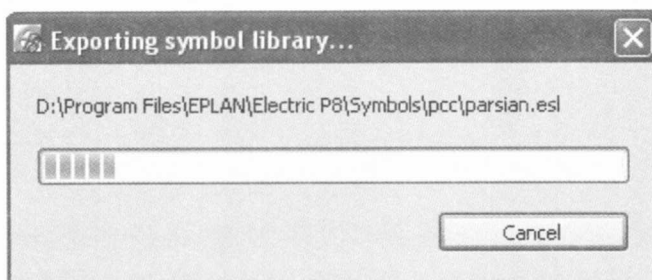 Exporting symbol library...
D:\Program Files\EPLAN\Electric P8\Symbols\pcc\parsian.esl
Cancel